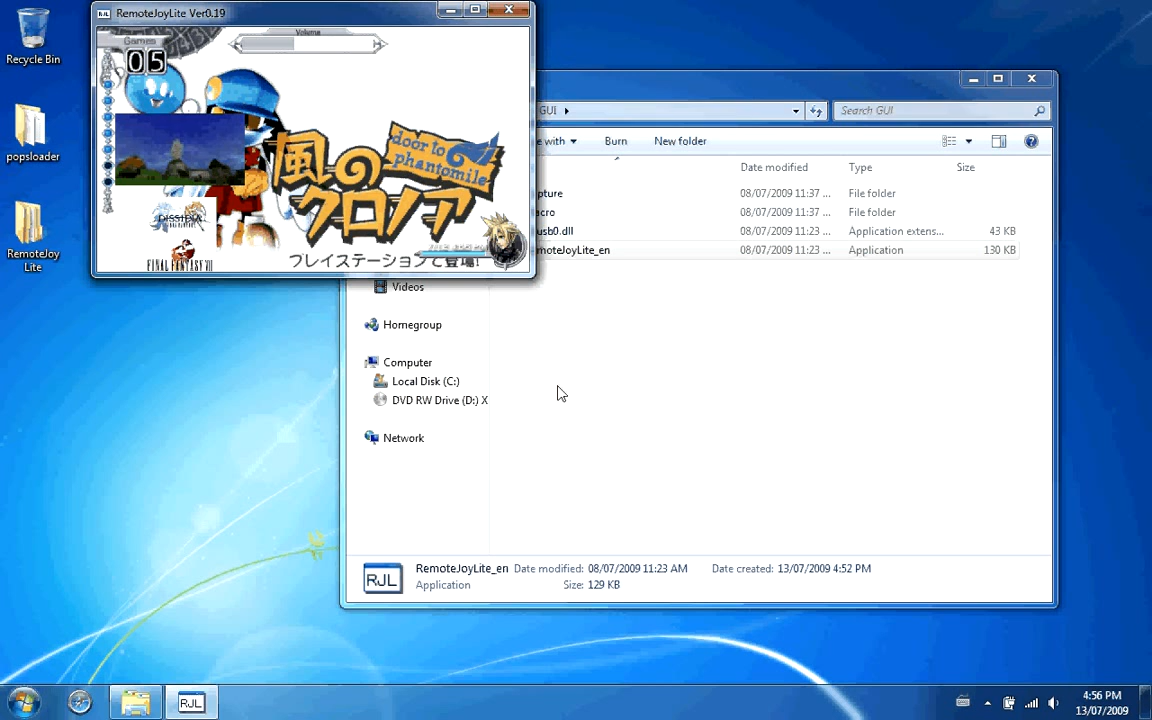 Recycle Bin
popsloader
RemoteJoy
Lite
RemoteJoyLite Ver0.19
Games
05
Volume
door to
phantomile
風の
クロノア
プレイステーションで登場!
DISSIDIA
FINAL FANTASY VII
GUI
Search GUI
e with
Burn
New folder
Date modified
Type
Size
pture
08/07/2009 11:37 ...
File folder
acro
08/07/2009 11:37 ...
File folder
usb0.dll
08/07/2009 11:23 ...
Application extens...
43 KB
moteJoyLite_en
08/07/2009 11:23 ...
Application
130 KB
Videos
Homegroup
Computer
Local Disk (C:)
DVD RW Drive (D:) X
Network
RJL
RemoteJoyLite_en
Date modified: 08/07/2009 11:23 AM
Date created: 13/07/2009 4:52 PM
Application
Size: 129 KB
RJL
4:56 PM
13/07/2009